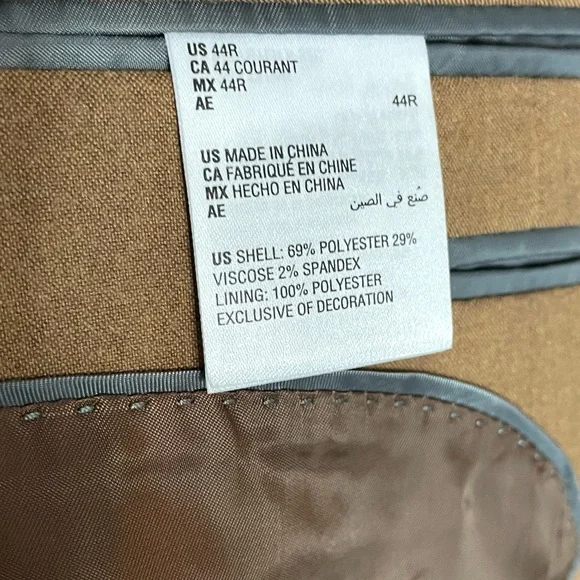 US 44R
CA 44 COURANT
MX 44R
AE 44R
US MADE IN CHINA
CA FABRIQUÉ EN CHINE
MX HECHO EN CHINA
AE صُنع في الصين
US SHELL: 69% POLYESTER 29%
VISCOSE 2% SPANDEX
LINING: 100% POLYESTER
EXCLUSIVE OF DECORATION